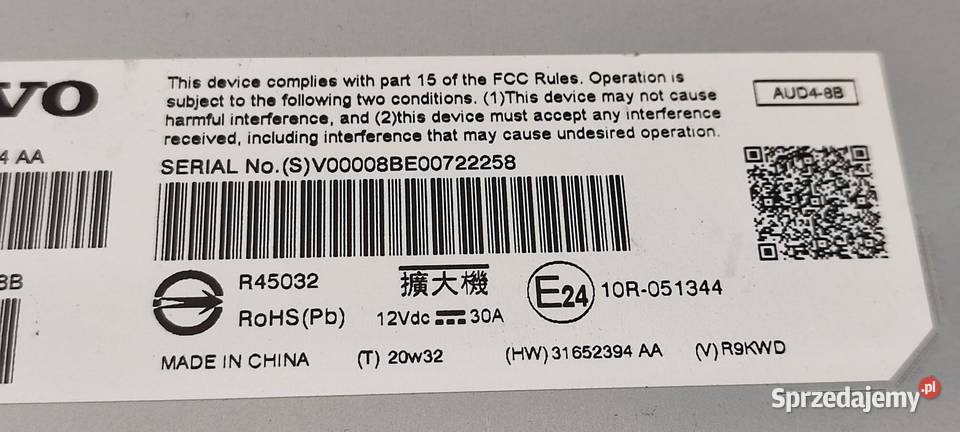 VO
This device complies with part 15 of the FCC Rules. Operation is
subject to the following two conditions. (1)This device may not cause
harmful interference, and (2)this device must accept any interference
received, including interference that may cause undesired operation.
AUD4-8B
4 AA
SERIAL No.(S)V00008BE00722258
8B
R45032
RoHS(Pb)
擴大機
12Vdc 30A
E24
10R-051344
MADE IN CHINA (T) 20w32 (HW)31652394 AA (V)R9KWD
Sprzedajemy.pl